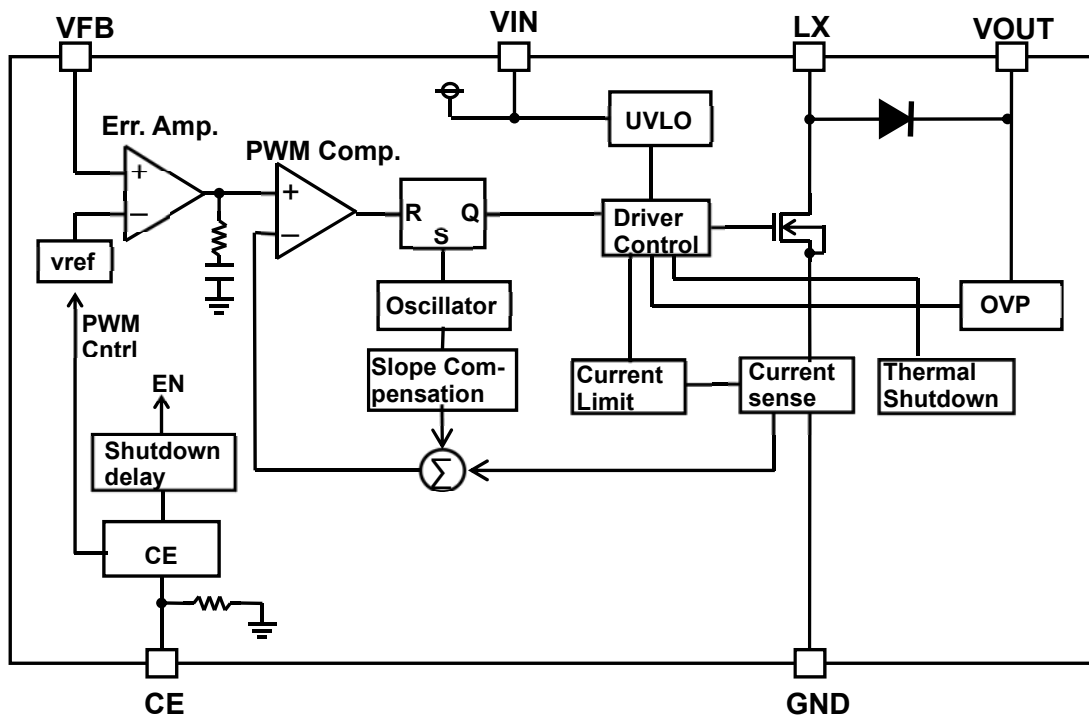 VFB
VIN
LX
VOUT
Err. Amp.
UVLO
PWM Comp.
+
−
+
−
R
Q
S
Driver
Control
vref
Oscillator
OVP
PWM
Cntrl
Slope Com-
pensation
Current
Limit
Current
sense
Thermal
Shutdown
EN
Shutdown
delay
Σ
CE
CE
GND